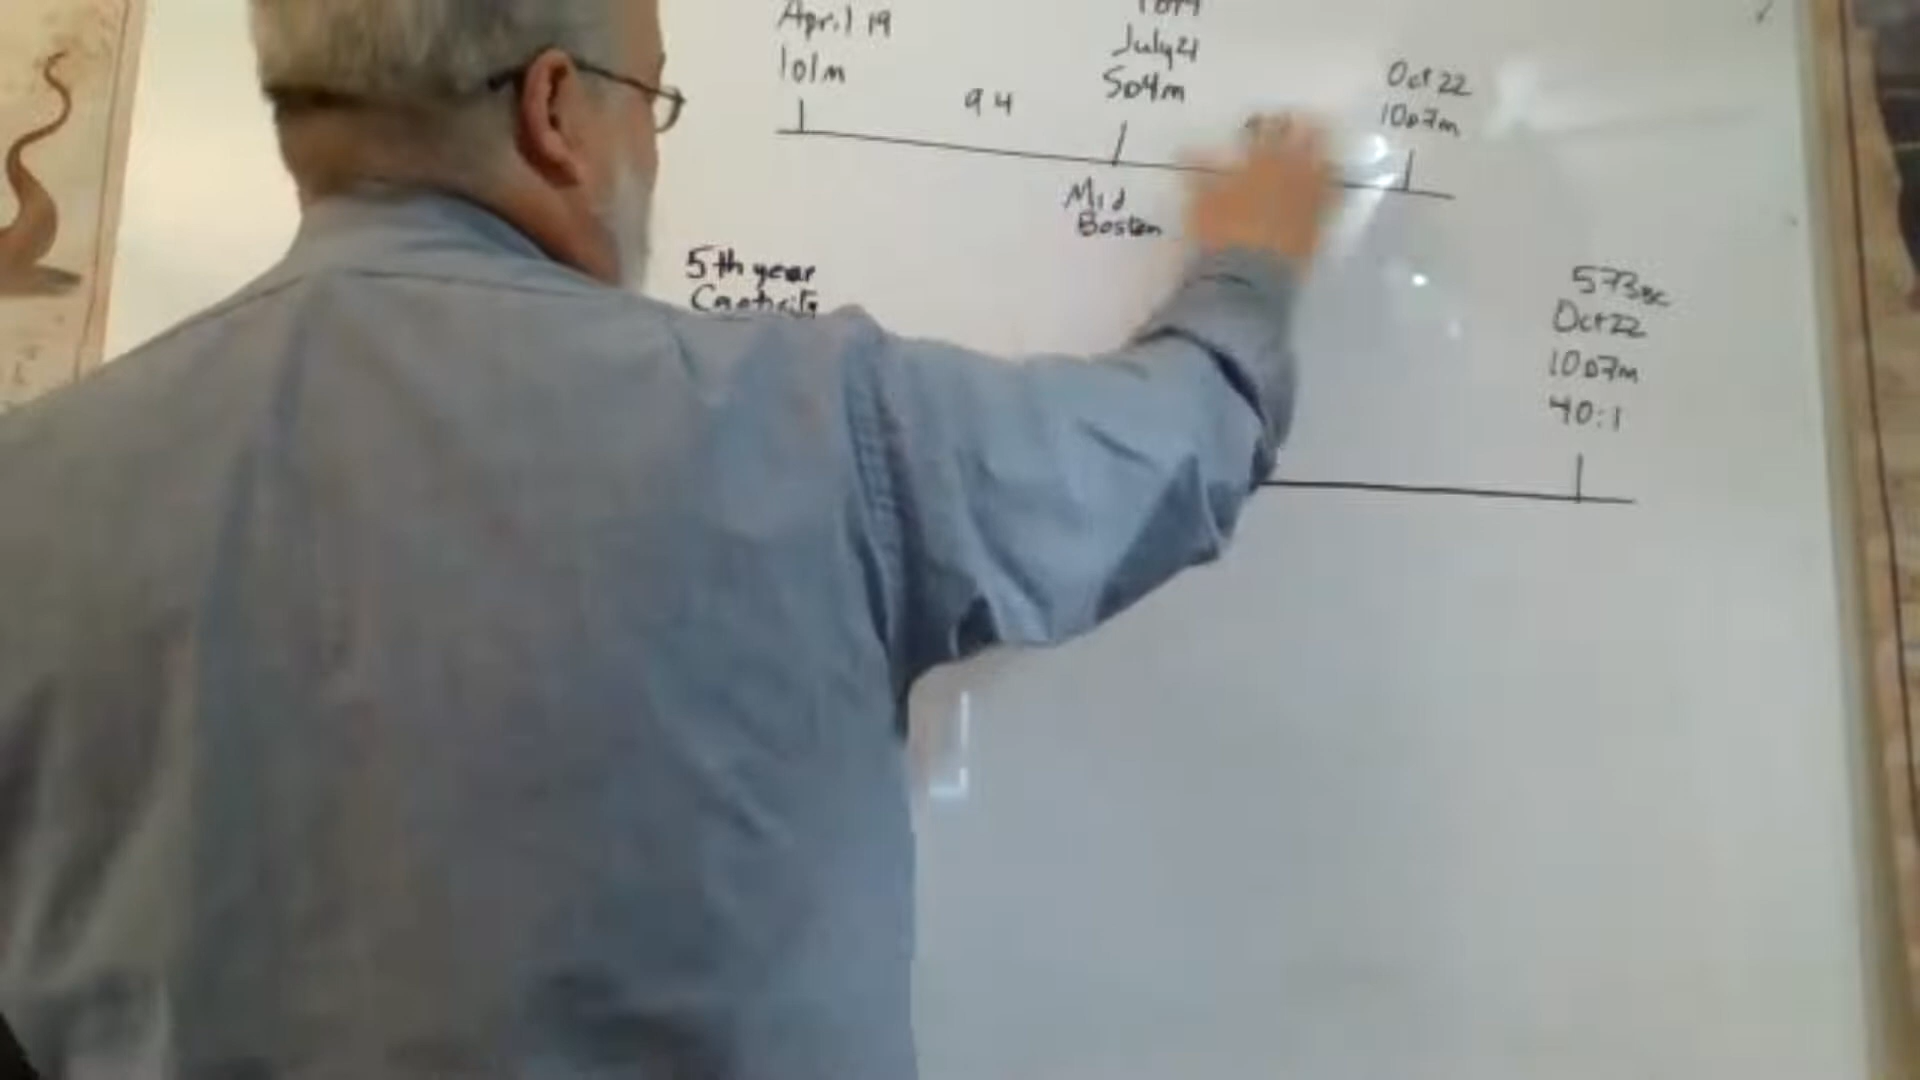 April 19
101m
94
July 21
504m
Oct 22
1007m
Mid
Boston
5th year
Captivity
573BC
Oct 22
1007m
40:1